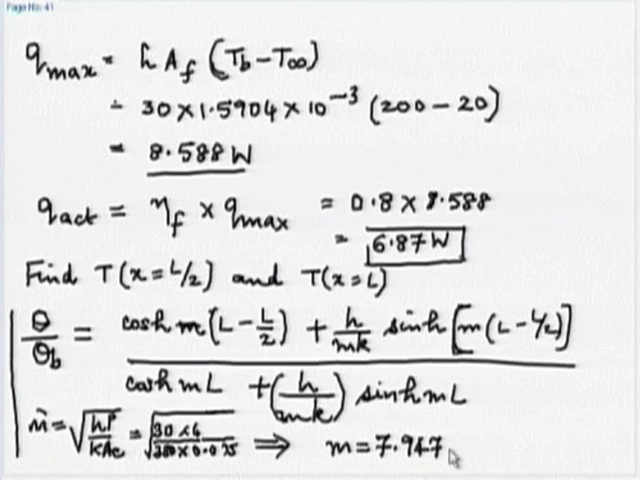 Page No: 41
q_max = h A_f (T_b - T_∞)
= 30 × 1.5904 × 10^-3 (200 - 20)
= 8.588 W
q_act = η_f × q_max = 0.8 × 8.588
= 6.87 W
Find T(x = L/2) and T(x = L)
θ/θ_b = (cosh m (L - L/2) + h/mk sinh [m (L - L/2)]) / (cosh mL + (h/mk) sinh mL)
m = √(hP/kA_c) = √(30 × 4 / 380 × 0.0 ) ⟹ m = 7.947